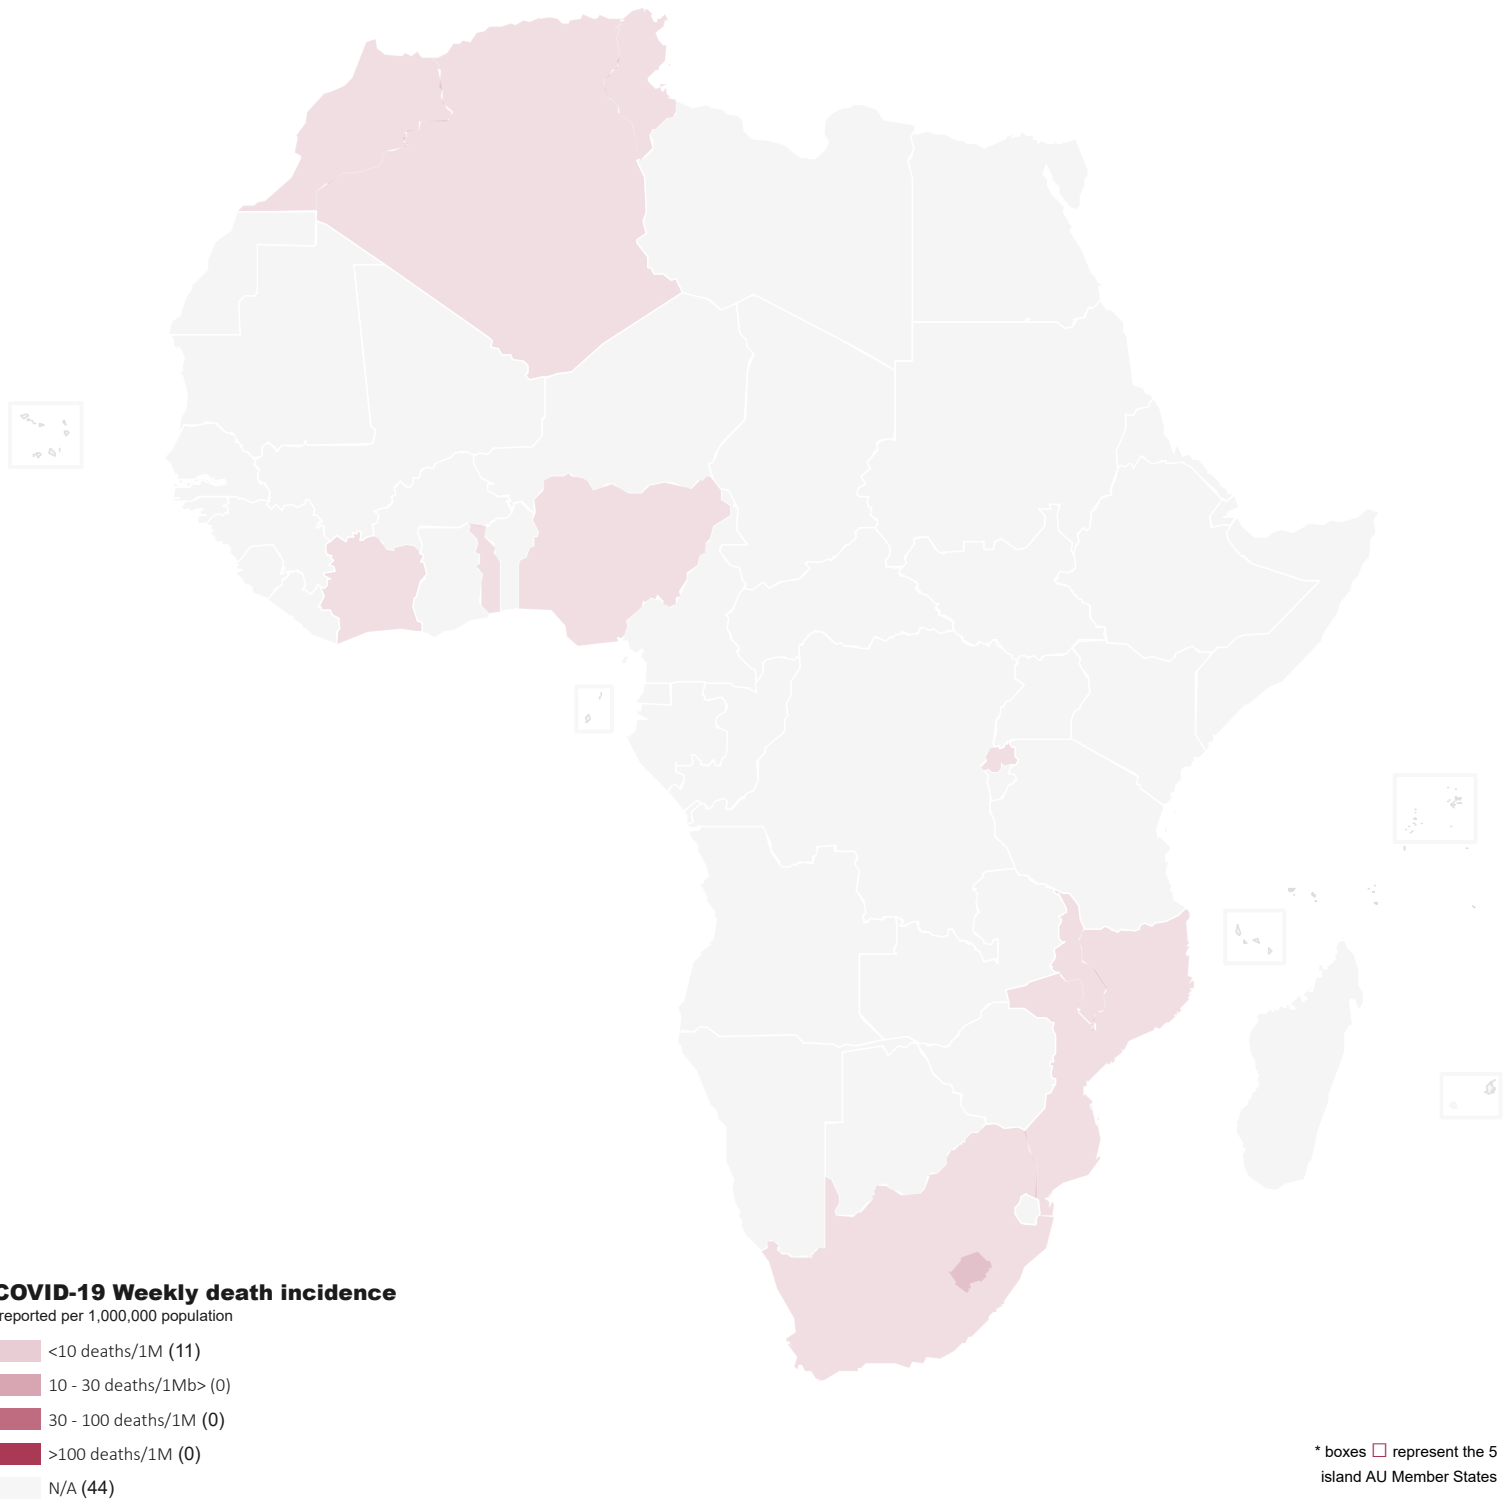 COVID-19 Weekly death incidence
reported per 1,000,000 population
<10 deaths/1M (11)
10 - 30 deaths/1Mb> (0)
30 - 100 deaths/1M (0)
>100 deaths/1M (0)
N/A (44)
* boxes □ represent the 5
island AU Member States